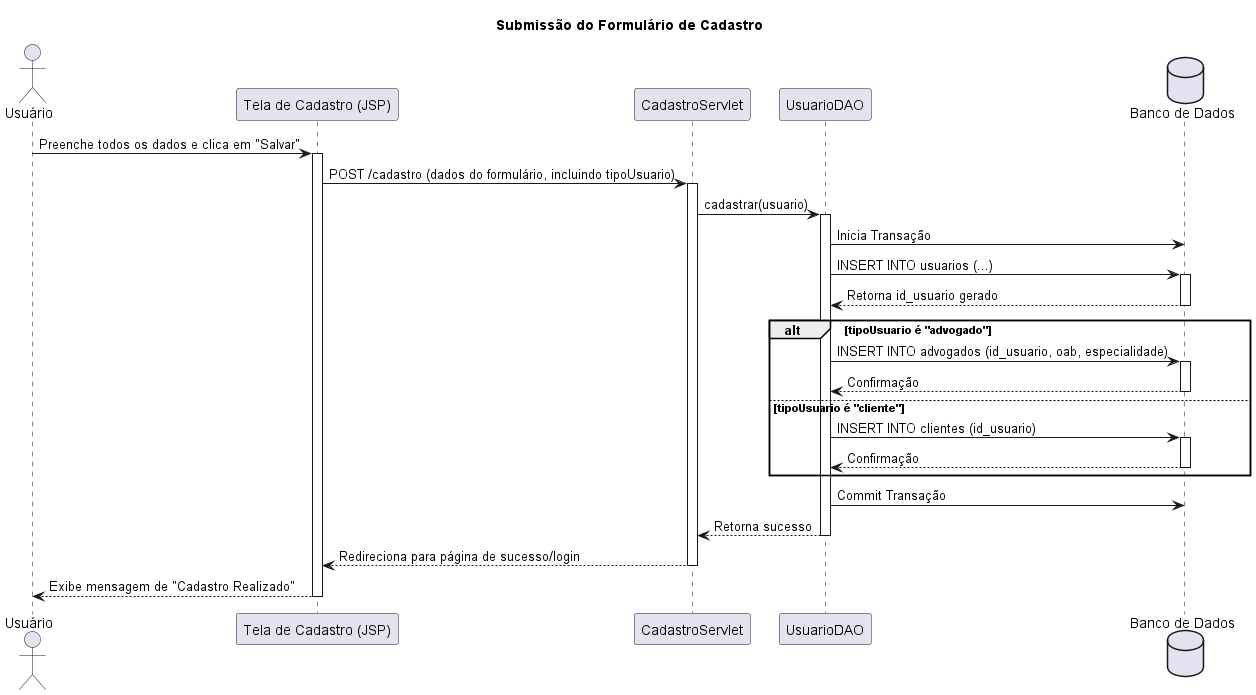 Submissão do Formulário de Cadastro
Usuário
Tela de Cadastro (JSP)
CadastroServlet
UsuarioDAO
Banco de Dados
Preenche todos os dados e clica em "Salvar"
POST /cadastro (dados do formulário, incluindo tipoUsuario)
cadastrar(usuario)
Inicia Transação
INSERT INTO usuarios (...)
Retorna id_usuario gerado
alt
[tipoUsuario é "advogado"]
INSERT INTO advogados (id_usuario, oab, especialidade)
Confirmação
[tipoUsuario é "cliente"]
INSERT INTO clientes (id_usuario)
Confirmação
Commit Transação
Retorna sucesso
Redireciona para página de sucesso/login
Exibe mensagem de "Cadastro Realizado"
Usuário
Tela de Cadastro (JSP)
CadastroServlet
UsuarioDAO
Banco de Dados